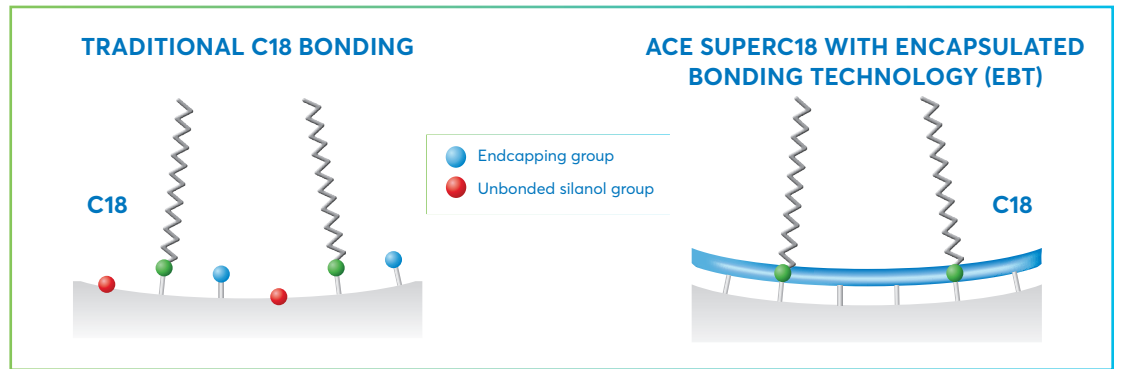 TRADITIONAL C18 BONDING
C18
Endcapping group
Unbonded silanol group
ACE SUPERC18 WITH ENCAPSULATED
BONDING TECHNOLOGY (EBT)
C18